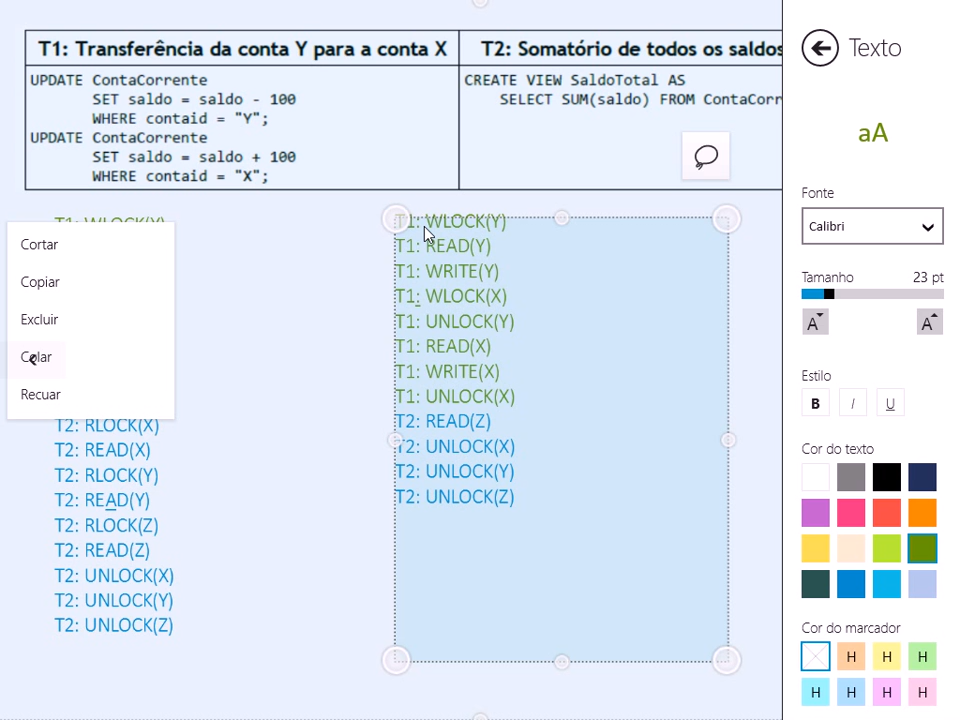 T1: Transferência da conta Y para a conta X
T2: Somatório de todos os saldos
UPDATE ContaCorrente
SET saldo = saldo - 100
WHERE contaid = "Y";
UPDATE ContaCorrente
SET saldo = saldo + 100
WHERE contaid = "X";
CREATE VIEW SaldoTotal AS
SELECT SUM(saldo) FROM ContaCorr
T1: WLOCK(Y)
Cortar
Copiar
Excluir
Colar
Recuar
T2: RLOCK(X)
T2: READ(X)
T2: RLOCK(Y)
T2: READ(Y)
T2: RLOCK(Z)
T2: READ(Z)
T2: UNLOCK(X)
T2: UNLOCK(Y)
T2: UNLOCK(Z)
T1: WLOCK(Y)
T1: READ(Y)
T1: WRITE(Y)
T1: WLOCK(X)
T1: UNLOCK(Y)
T1: READ(X)
T1: WRITE(X)
T1: UNLOCK(X)
T2: READ(Z)
T2: UNLOCK(X)
T2: UNLOCK(Y)
T2: UNLOCK(Z)
Texto
aA
Fonte
Calibri
Tamanho 23 pt
A A
Estilo
B I U
Cor do texto
Cor do marcador
H H H
H H H H